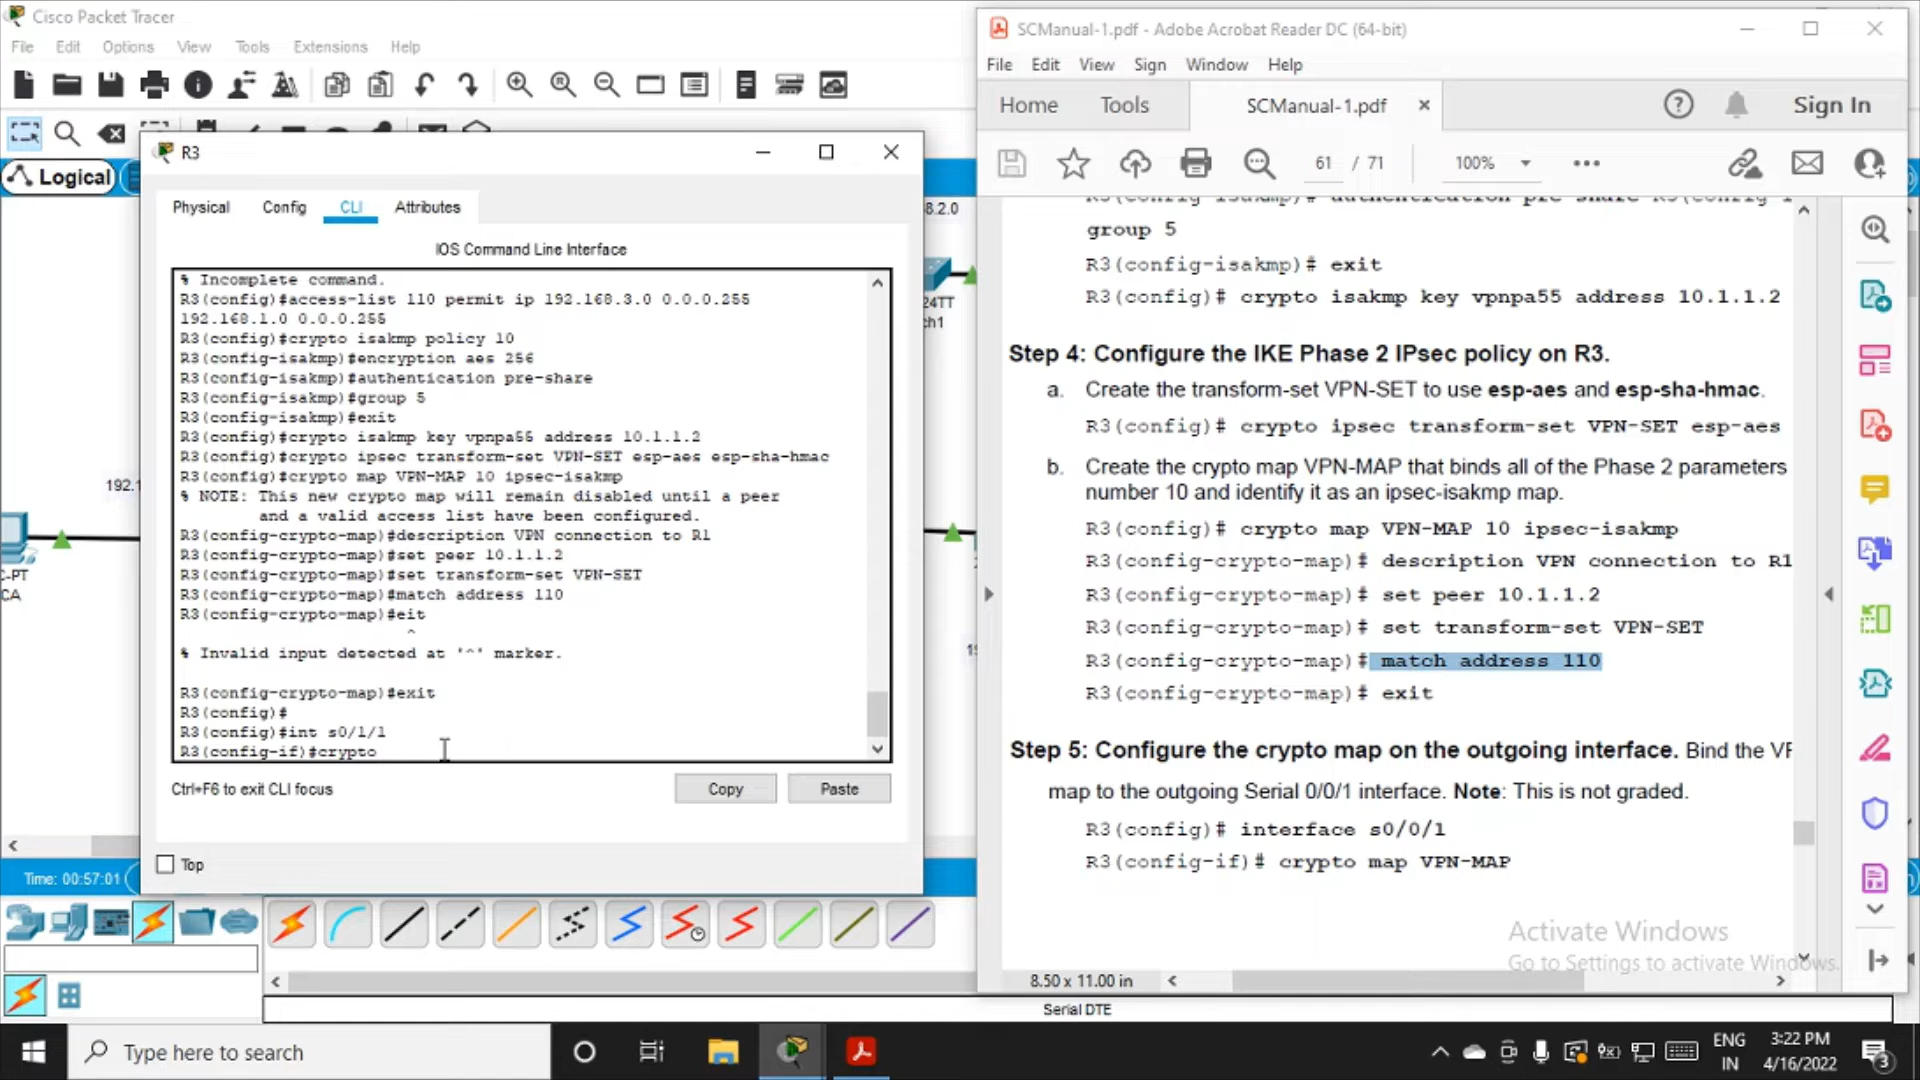 Cisco Packet Tracer
File Edit Options View Tools Extensions Help
Logical
R3
Physical Config CLI Attributes
IOS Command Line Interface
% Incomplete command.
R3(config)#access-list 110 permit ip 192.168.3.0 0.0.0.255
192.168.1.0 0.0.0.255
R3(config)#crypto isakmp policy 10
R3(config-isakmp)#encryption aes 256
R3(config-isakmp)#authentication pre-share
R3(config-isakmp)#group 5
R3(config-isakmp)#exit
R3(config)#crypto isakmp key vpnpa55 address 10.1.1.2
R3(config)#crypto ipsec transform-set VPN-SET esp-aes esp-sha-hmac
R3(config)#crypto map VPN-MAP 10 ipsec-isakmp
% NOTE: This new crypto map will remain disabled until a peer
and a valid access list have been configured.
R3(config-crypto-map)#description VPN connection to R1
R3(config-crypto-map)#set peer 10.1.1.2
R3(config-crypto-map)#set transform-set VPN-SET
R3(config-crypto-map)#match address 110
R3(config-crypto-map)#eit
^
% Invalid input detected at '^' marker.
R3(config-crypto-map)#exit
R3(config)#
R3(config)#int s0/1/1
R3(config-if)#crypto
Ctrl+F6 to exit CLI focus
Copy Paste
Top
8.2.0
24TT
ch1
192.1
C-PT
CA
19
Time: 00:57:01
Serial DTE
SCManual-1.pdf - Adobe Acrobat Reader DC (64-bit)
File Edit View Sign Window Help
Home Tools SCManual-1.pdf × Sign In
61 / 71 100%
R3(config-isakmp)# authentication pre-share R3(config-i
group 5
R3(config-isakmp)# exit
R3(config)# crypto isakmp key vpnpa55 address 10.1.1.2
Step 4: Configure the IKE Phase 2 IPsec policy on R3.
a. Create the transform-set VPN-SET to use esp-aes and esp-sha-hmac.
R3(config)# crypto ipsec transform-set VPN-SET esp-aes
b. Create the crypto map VPN-MAP that binds all of the Phase 2 parameters
number 10 and identify it as an ipsec-isakmp map.
R3(config)# crypto map VPN-MAP 10 ipsec-isakmp
R3(config-crypto-map)# description VPN connection to R1
R3(config-crypto-map)# set peer 10.1.1.2
R3(config-crypto-map)# set transform-set VPN-SET
R3(config-crypto-map)# match address 110
R3(config-crypto-map)# exit
Step 5: Configure the crypto map on the outgoing interface. Bind the VP
map to the outgoing Serial 0/0/1 interface. Note: This is not graded.
R3(config)# interface s0/0/1
R3(config-if)# crypto map VPN-MAP
Activate Windows
Go to Settings to activate Windows.
8.50 x 11.00 in
Type here to search
ENG
IN
3:22 PM
4/16/2022
3